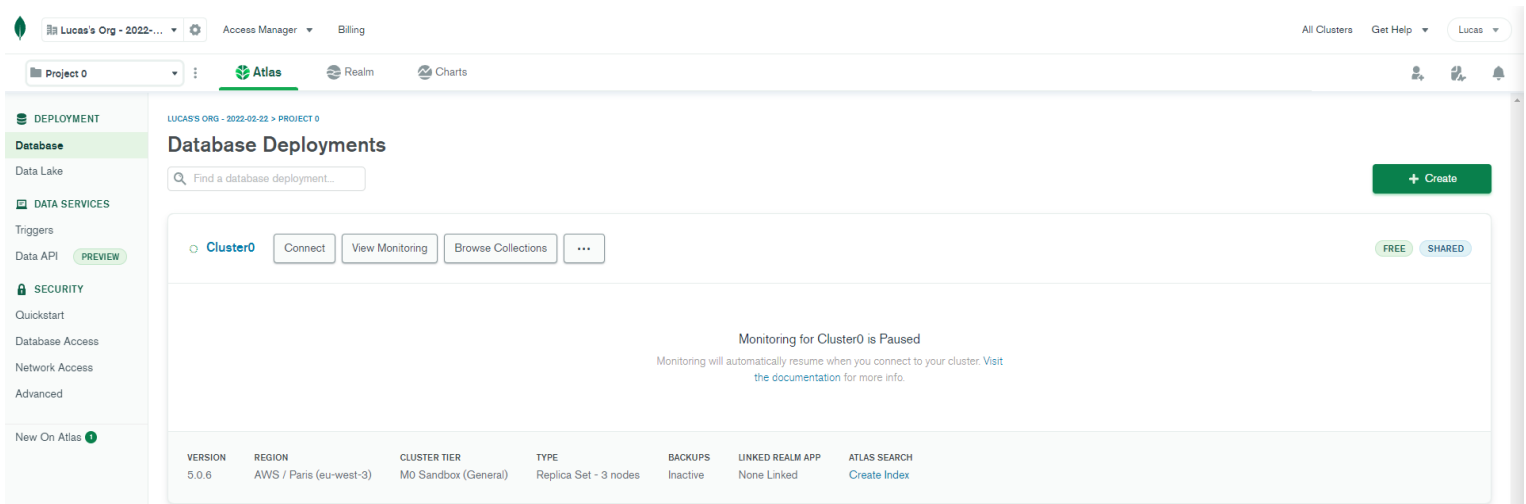 Lucas's Org - 2022-... Access Manager Billing All Clusters Get Help Lucas
Project 0 Atlas Realm Charts
DEPLOYMENT
Database
Data Lake
DATA SERVICES
Triggers
Data API PREVIEW
SECURITY
Quickstart
Database Access
Network Access
Advanced
New On Atlas 1
LUCAS'S ORG - 2022-02-22 > PROJECT 0
Database Deployments
Find a database deployment...
+ Create
Cluster0 Connect View Monitoring Browse Collections ... FREE SHARED
Monitoring for Cluster0 is Paused
Monitoring will automatically resume when you connect to your cluster. Visit
the documentation for more info.
VERSION REGION CLUSTER TIER TYPE BACKUPS LINKED REALM APP ATLAS SEARCH
5.0.6 AWS / Paris (eu-west-3) M0 Sandbox (General) Replica Set - 3 nodes Inactive None Linked Create Index